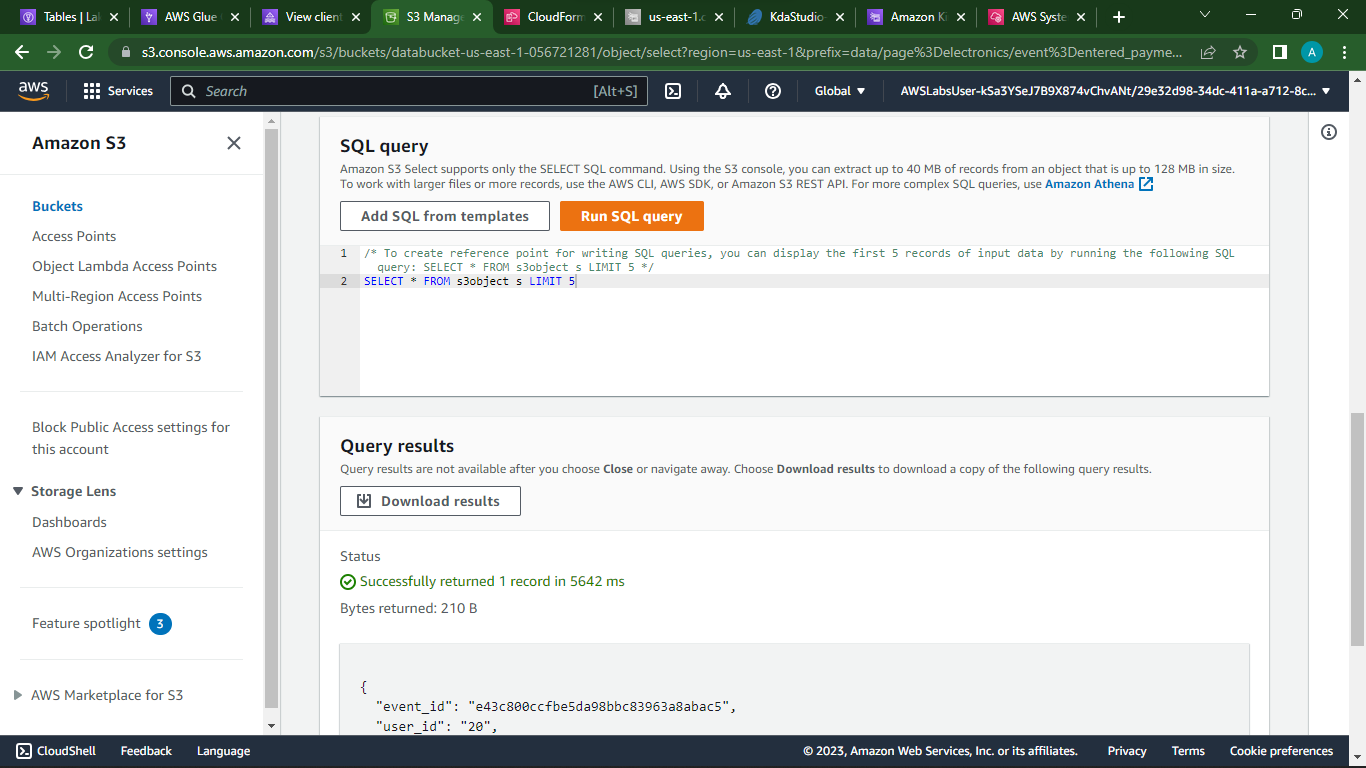 Tables | La
AWS Glue
View client
S3 Manage
CloudForm
us-east-1.c
KdaStudio-
Amazon Ki
AWS Syste
s3.console.aws.amazon.com/s3/buckets/databucket-us-east-1-056721281/object/select?region=us-east-1&prefix=data/page%3Delectronics/event%3Dentered_payme...
A
aws
Services
Search
[Alt+S]
Global
AWSLabsUser-kSa3YSeJ7B9X874vChvANt/29e32d98-34dc-411a-a712-8c...
Amazon S3
Buckets
Access Points
Object Lambda Access Points
Multi-Region Access Points
Batch Operations
IAM Access Analyzer for S3
Block Public Access settings for
this account
Storage Lens
Dashboards
AWS Organizations settings
Feature spotlight 3
AWS Marketplace for S3
SQL query
Amazon S3 Select supports only the SELECT SQL command. Using the S3 console, you can extract up to 40 MB of records from an object that is up to 128 MB in size.
To work with larger files or more records, use the AWS CLI, AWS SDK, or Amazon S3 REST API. For more complex SQL queries, use Amazon Athena
Add SQL from templates
Run SQL query
1 /* To create reference point for writing SQL queries, you can display the first 5 records of input data by running the following SQL
query: SELECT * FROM s3object s LIMIT 5 */
2 SELECT * FROM s3object s LIMIT 5
Query results
Query results are not available after you choose Close or navigate away. Choose Download results to download a copy of the following query results.
Download results
Status
Successfully returned 1 record in 5642 ms
Bytes returned: 210 B
{
"event_id": "e43c800ccfbe5da98bbc83963a8abac5",
"user_id": "20",
CloudShell
Feedback
Language
© 2023, Amazon Web Services, Inc. or its affiliates.
Privacy
Terms
Cookie preferences